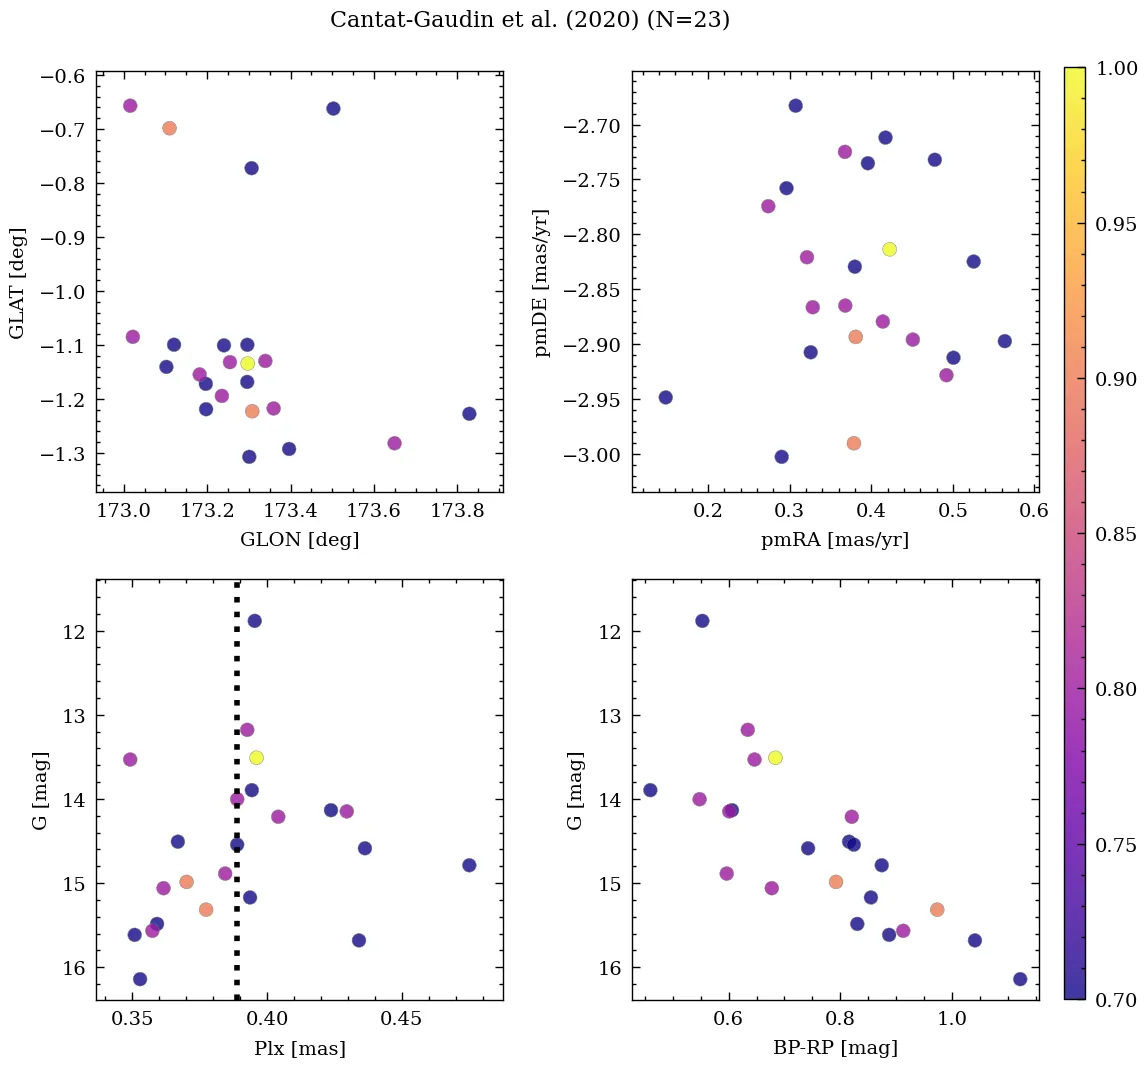 Cantat-Gaudin et al. (2020) (N=23)
−0.6
−0.7
−0.8
−0.9
−1.0
−1.1
−1.2
−1.3
GLAT [deg]
173.0 173.2 173.4 173.6 173.8
GLON [deg]
−2.70
−2.75
−2.80
−2.85
−2.90
−2.95
−3.00
pmDE [mas/yr]
0.2 0.3 0.4 0.5 0.6
pmRA [mas/yr]
12
13
14
15
16
G [mag]
0.35 0.40 0.45
Plx [mas]
12
13
14
15
16
G [mag]
0.6 0.8 1.0
BP-RP [mag]
1.00
0.95
0.90
0.85
0.80
0.75
0.70